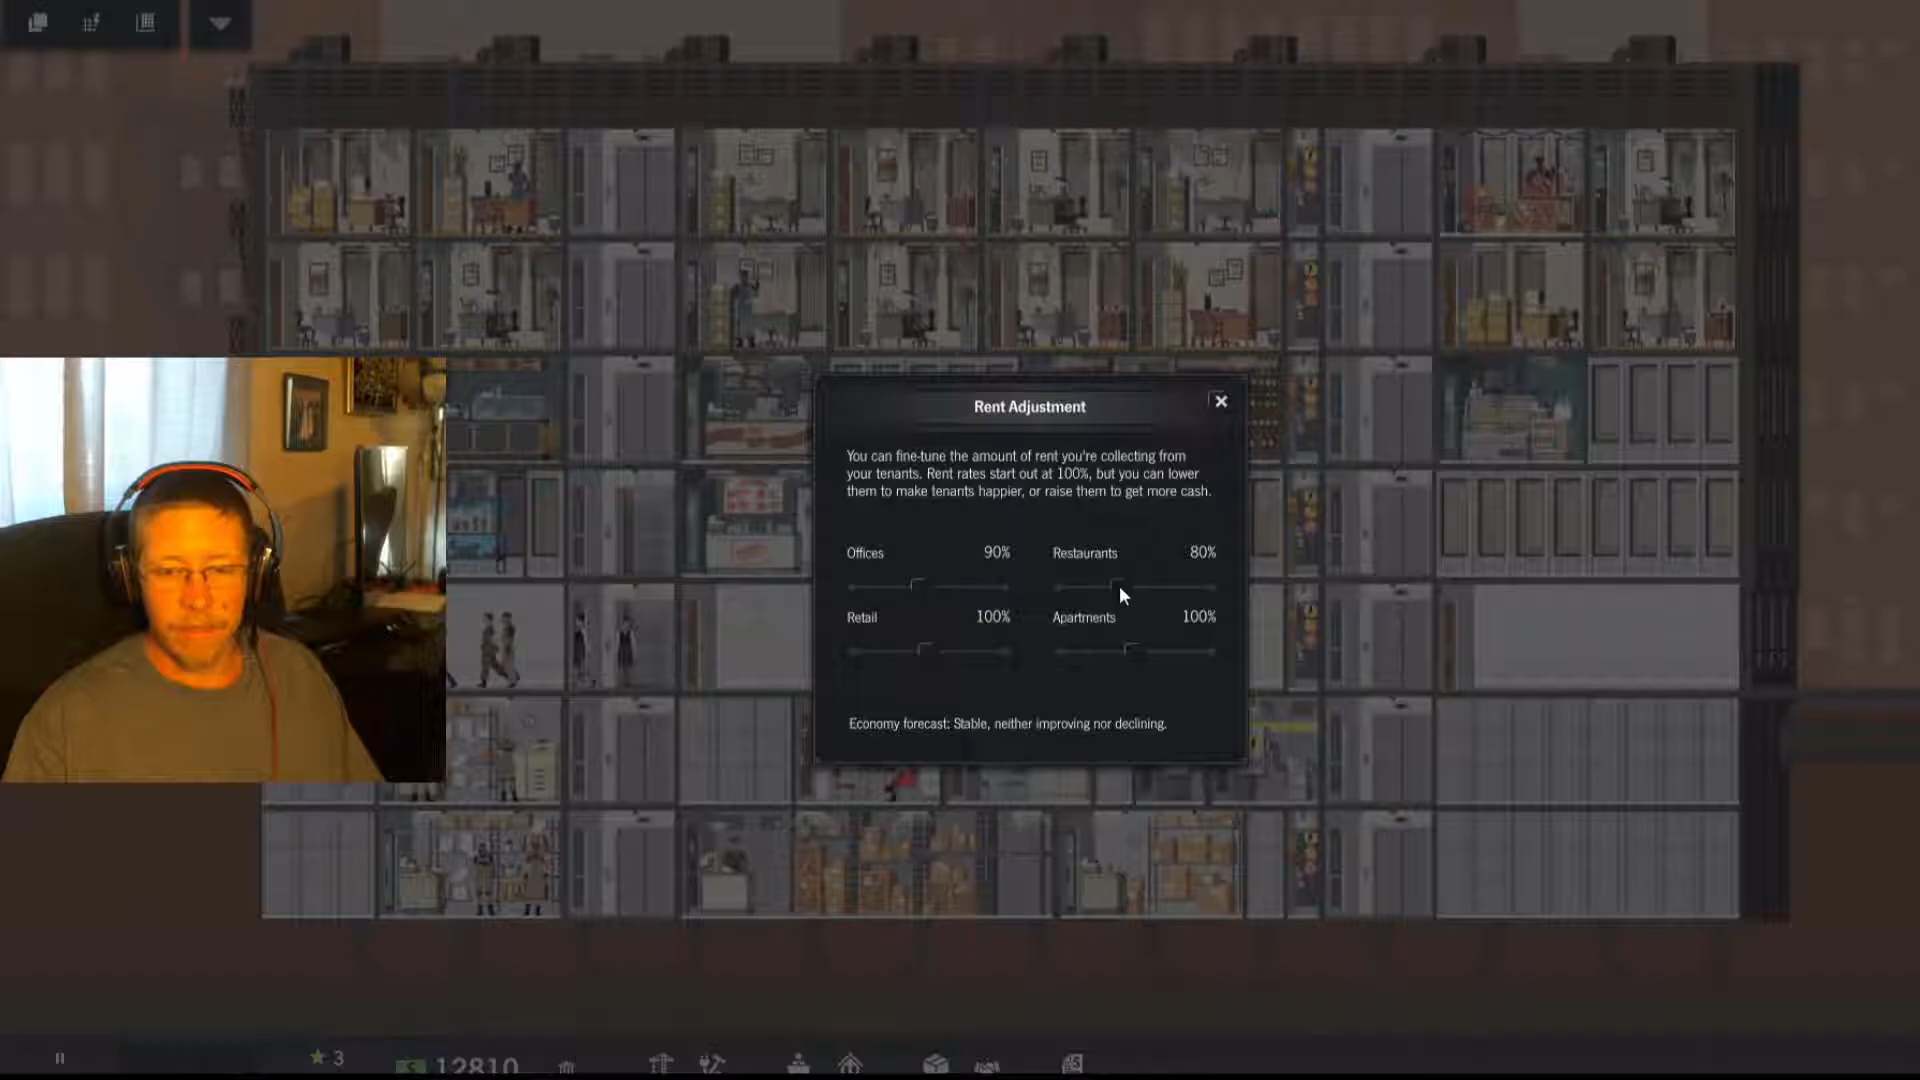 Rent Adjustment
You can fine-tune the amount of rent you're collecting from
your tenants. Rent rates start out at 100%, but you can lower
them to make tenants happier, or raise them to get more cash.
Offices 90% Restaurants 80%
Retail 100% Apartments 100%
Economy forecast: Stable, neither improving nor declining.
3 12810